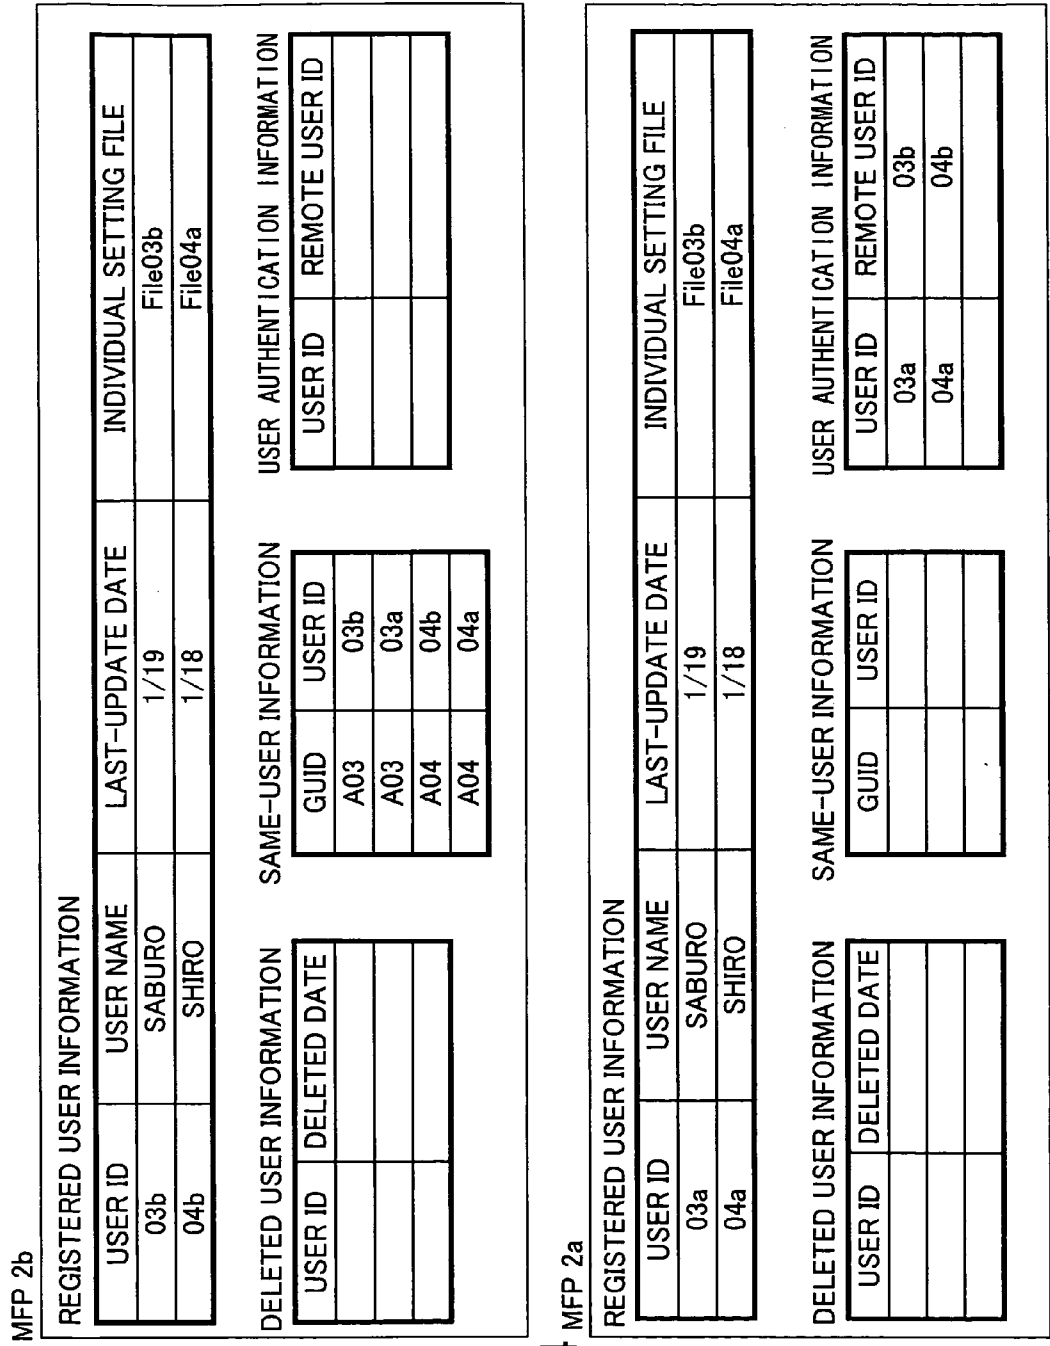 MFP 2b
REGISTERED USER INFORMATION
USER ID USER NAME LAST-UPDATE DATE INDIVIDUAL SETTING FILE
03b SABURO 1/19 File03b
04b SHIRO 1/18 File04a
DELETED USER INFORMATION SAME-USER INFORMATION USER AUTHENTICATION INFORMATION
USER ID DELETED DATE GUID USER ID USER ID REMOTE USER ID
A03 03b
A03 03a
A04 04b
A04 04a
MFP 2a
REGISTERED USER INFORMATION
USER ID USER NAME LAST-UPDATE DATE INDIVIDUAL SETTING FILE
03a SABURO 1/19 File03b
04a SHIRO 1/18 File04a
DELETED USER INFORMATION SAME-USER INFORMATION USER AUTHENTICATION INFORMATION
USER ID DELETED DATE GUID USER ID USER ID REMOTE USER ID
03a 03b
04a 04b